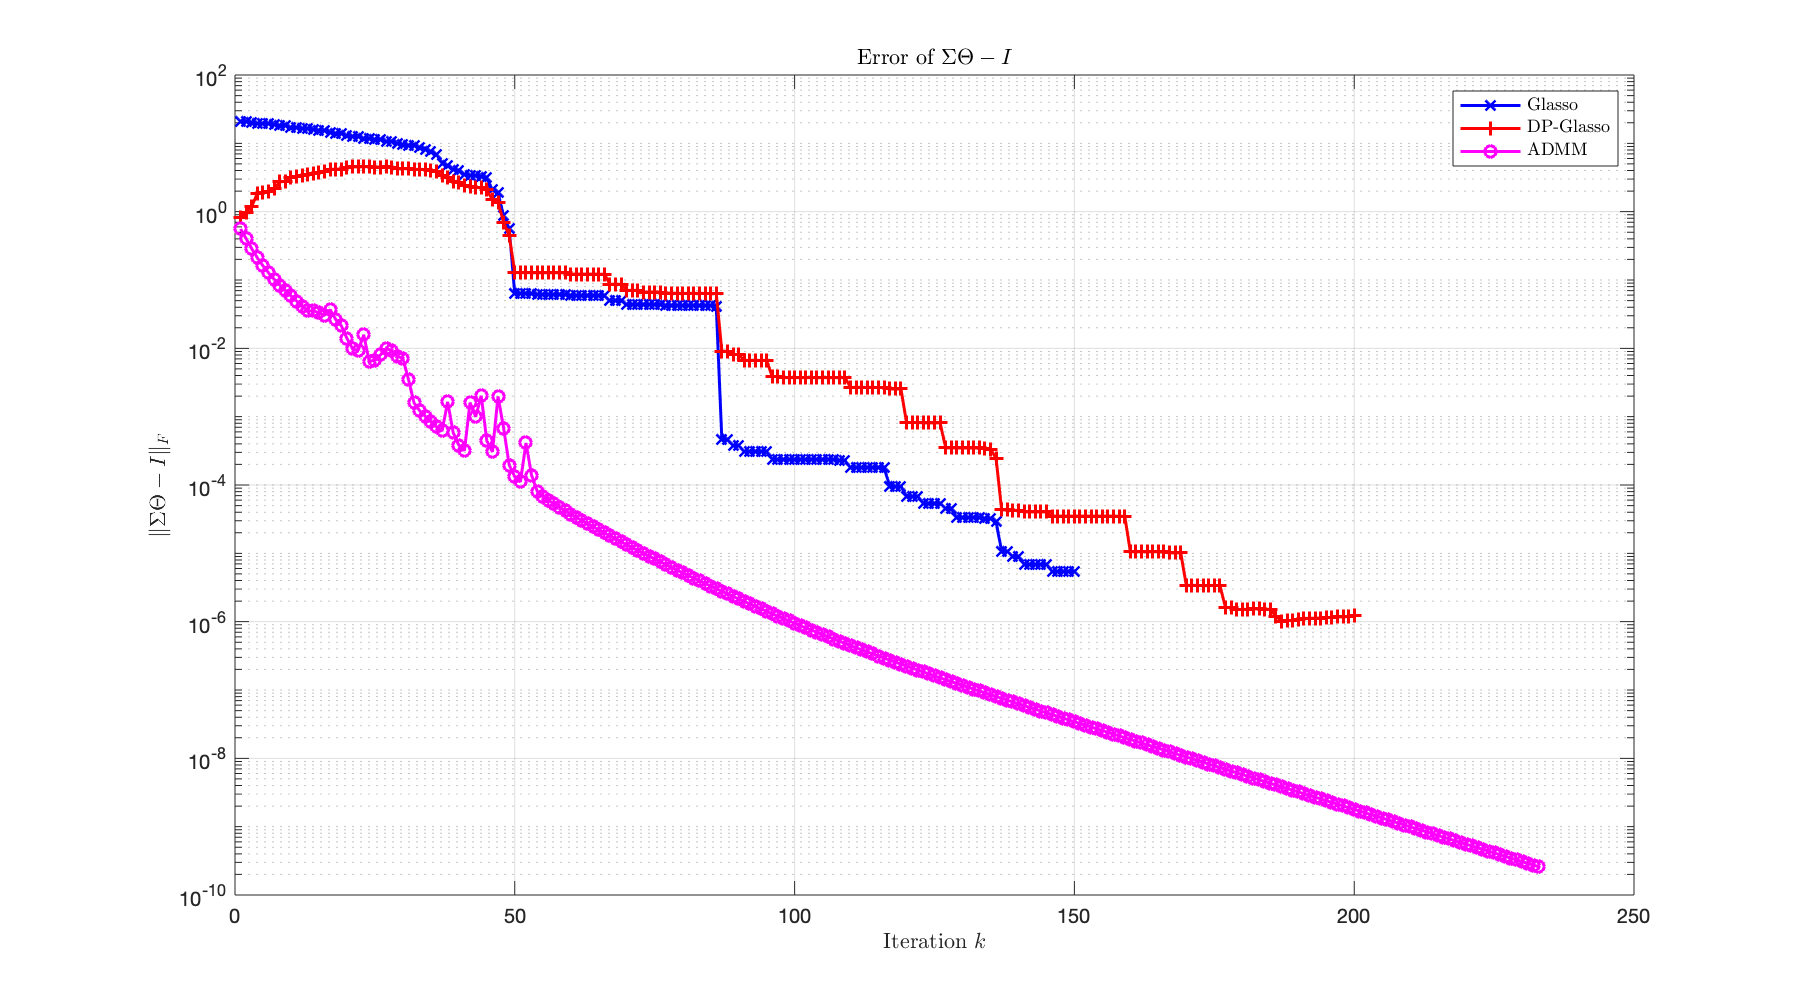 Error of ΣΘ − I
Glasso
DP-Glasso
ADMM
‖ΣΘ − I‖_F
10^2
10^0
10^-2
10^-4
10^-6
10^-8
10^-10
0 50 100 150 200 250
Iteration k